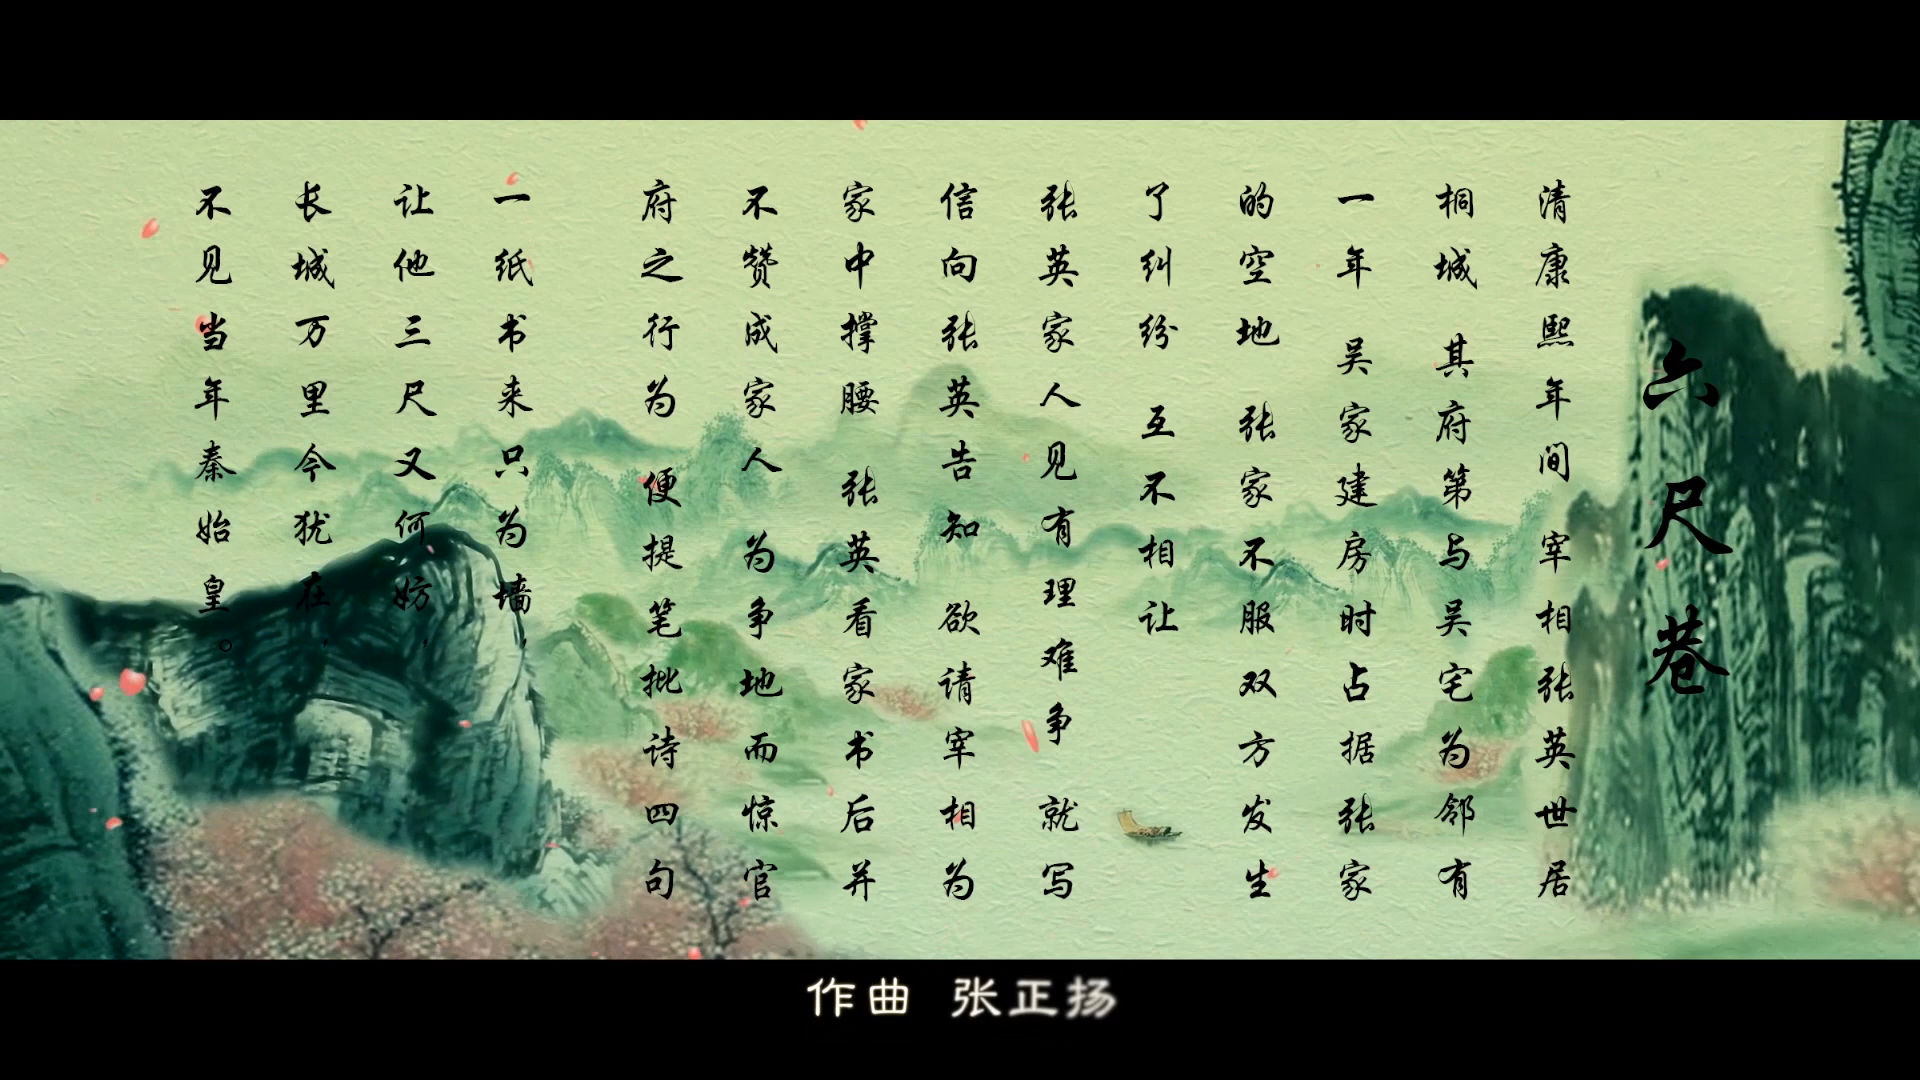 六尺巷
清康熙年间 宰相张英世居
桐城 其府第与吴宅为邻有
一年 吴家建房时占据张家
的空地 张家不服双方发生
了纠纷 互不相让
张英家人见有理难争 就写
信向张英告知 欲请宰相为
家中撑腰 张英看家书后并
不赞成家人 为争地而惊官
府之行为 便提笔批诗四句
一纸书来只为墙，
让他三尺又何妨，
长城万里今犹在，
不见当年秦始皇。
作曲 张正扬